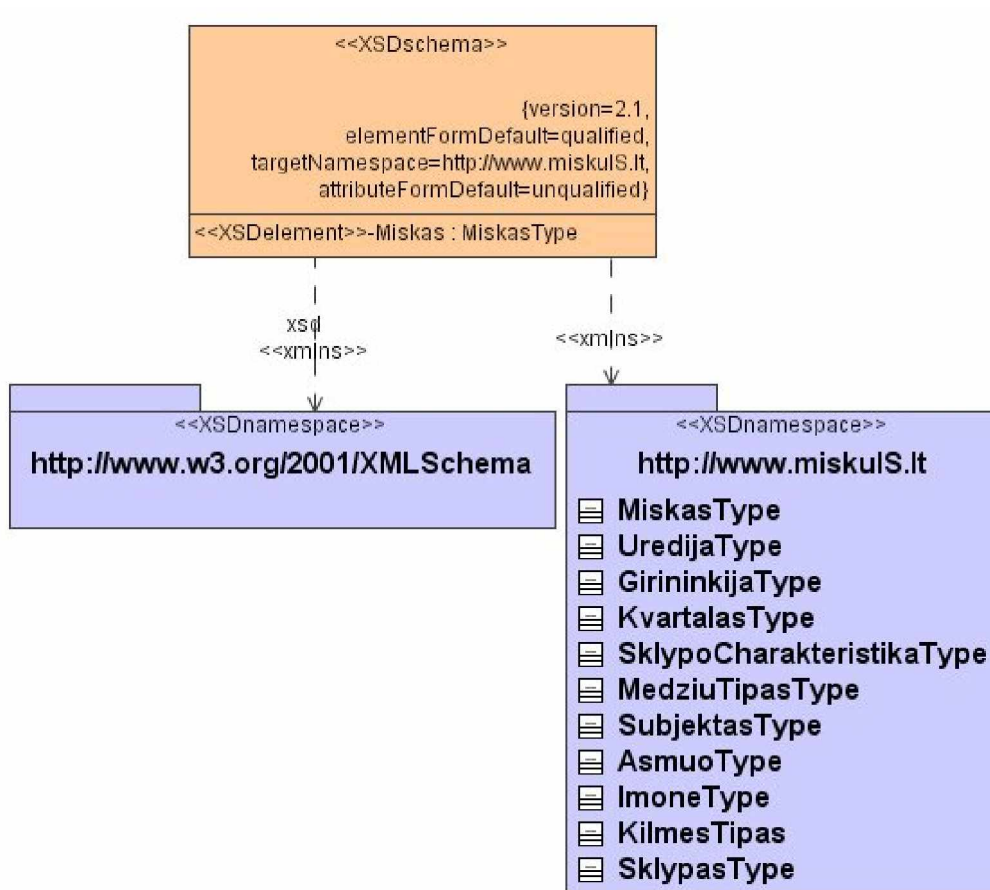 <<XSDschema>>
{version=2.1,
elementFormDefault=qualified,
targetNamespace=http://www.miskuIS.lt,
attributeFormDefault=unqualified}
<<XSDelement>>-Miskas : MiskasType
xsd
<<xmlns>>
<<xmlns>>
<<XSDnamespace>>
http://www.w3.org/2001/XMLSchema
<<XSDnamespace>>
http://www.miskuIS.lt
MiskasType
UredijaType
GirininkijaType
KvartalasType
SklypoCharakteristikaType
MedziuTipasType
SubjektasType
AsmuoType
ImoneType
KilmesTipas
SklypasType